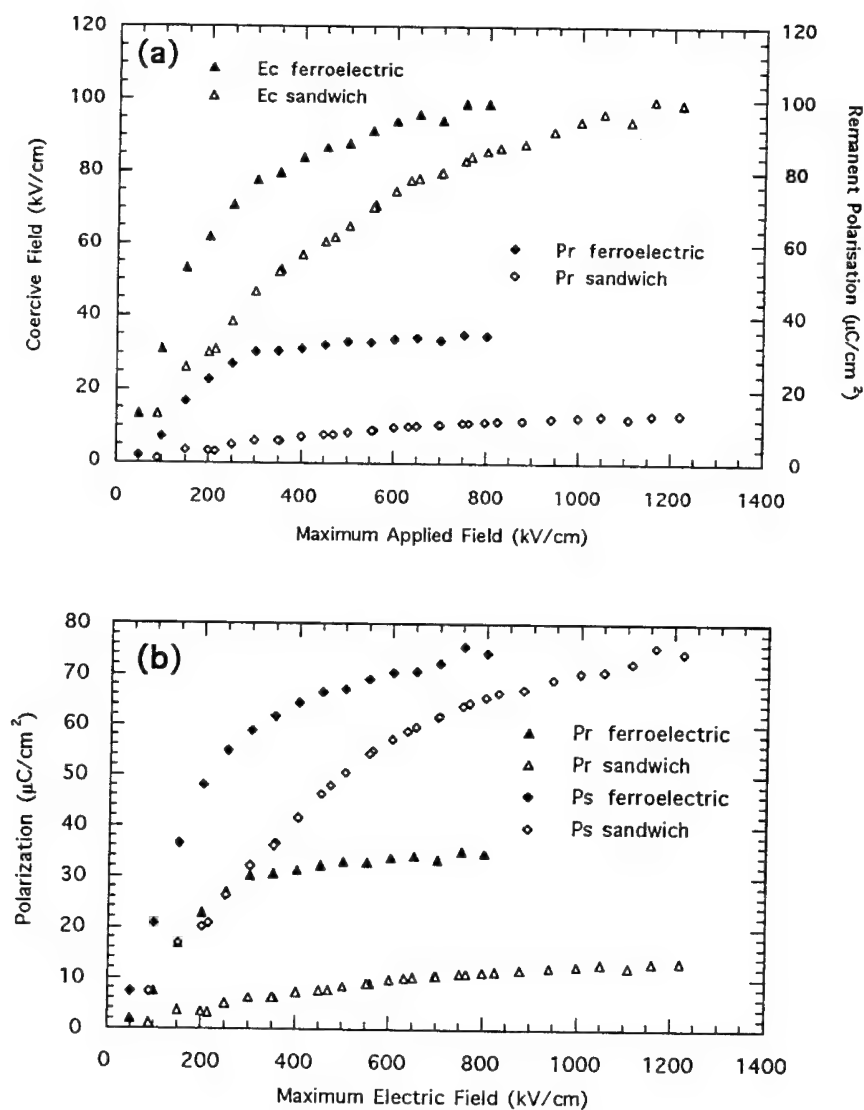 120
100
80
60
40
20
0
Coercive Field (kV/cm)
(a)
Ec ferroelectric
Ec sandwich
Pr ferroelectric
Pr sandwich
120
100
80
60
40
20
0
Remanent Polarisation (μC/cm²)
0 200 400 600 800 1000 1200 1400
Maximum Applied Field (kV/cm)
80
70
60
50
40
30
20
10
0
Polarization (μC/cm²)
(b)
Pr ferroelectric
Pr sandwich
Ps ferroelectric
Ps sandwich
0 200 400 600 800 1000 1200 1400
Maximum Electric Field (kV/cm)